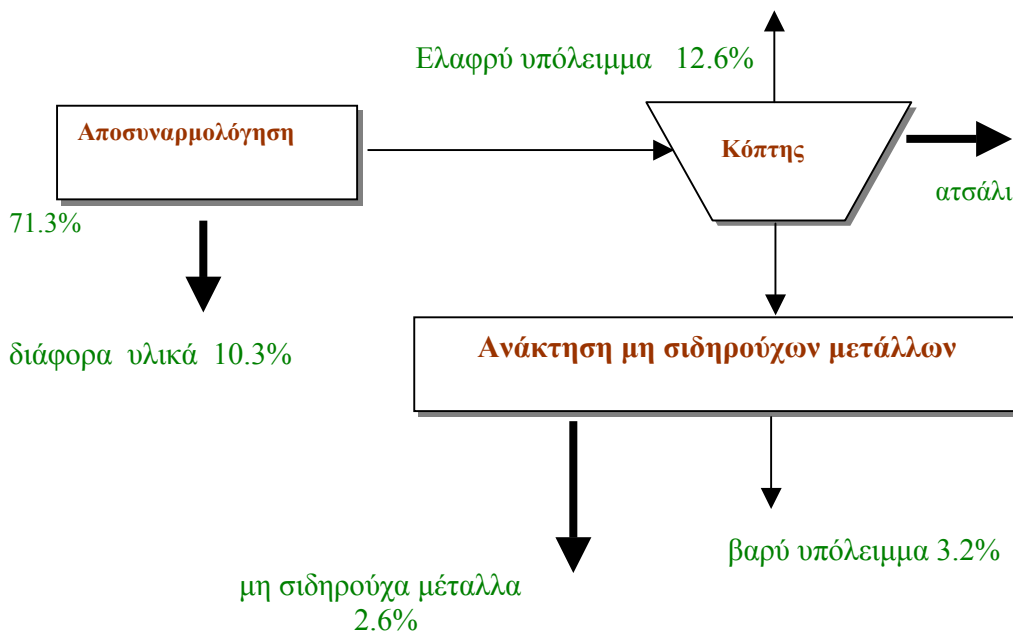 Ελαφρύ υπόλειμμα 12.6%
Αποσυναρμολόγηση
Κόπτης
ατσάλι
71.3%
διάφορα υλικά 10.3%
Ανάκτηση μη σιδηρούχων μετάλλων
βαρύ υπόλειμμα 3.2%
μη σιδηρούχα μέταλλα
2.6%